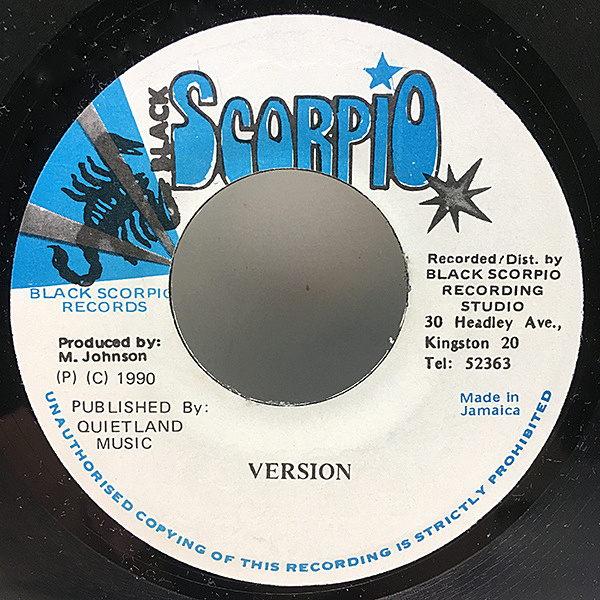 BLACK
SCORPIO
BLACK SCORPIO
RECORDS
Produced by:
M. Johnson
(P) (C) 1990
PUBLISHED By:
QUIETLAND
MUSIC
Recorded/Dist. by
BLACK SCORPIO
RECORDING
STUDIO
30 Headley Ave.,
Kingston 20
Tel: 52363
Made in
Jamaica
VERSION
UNAUTHORISED COPYING OF THIS RECORDING IS STRICTLY PROHIBITED